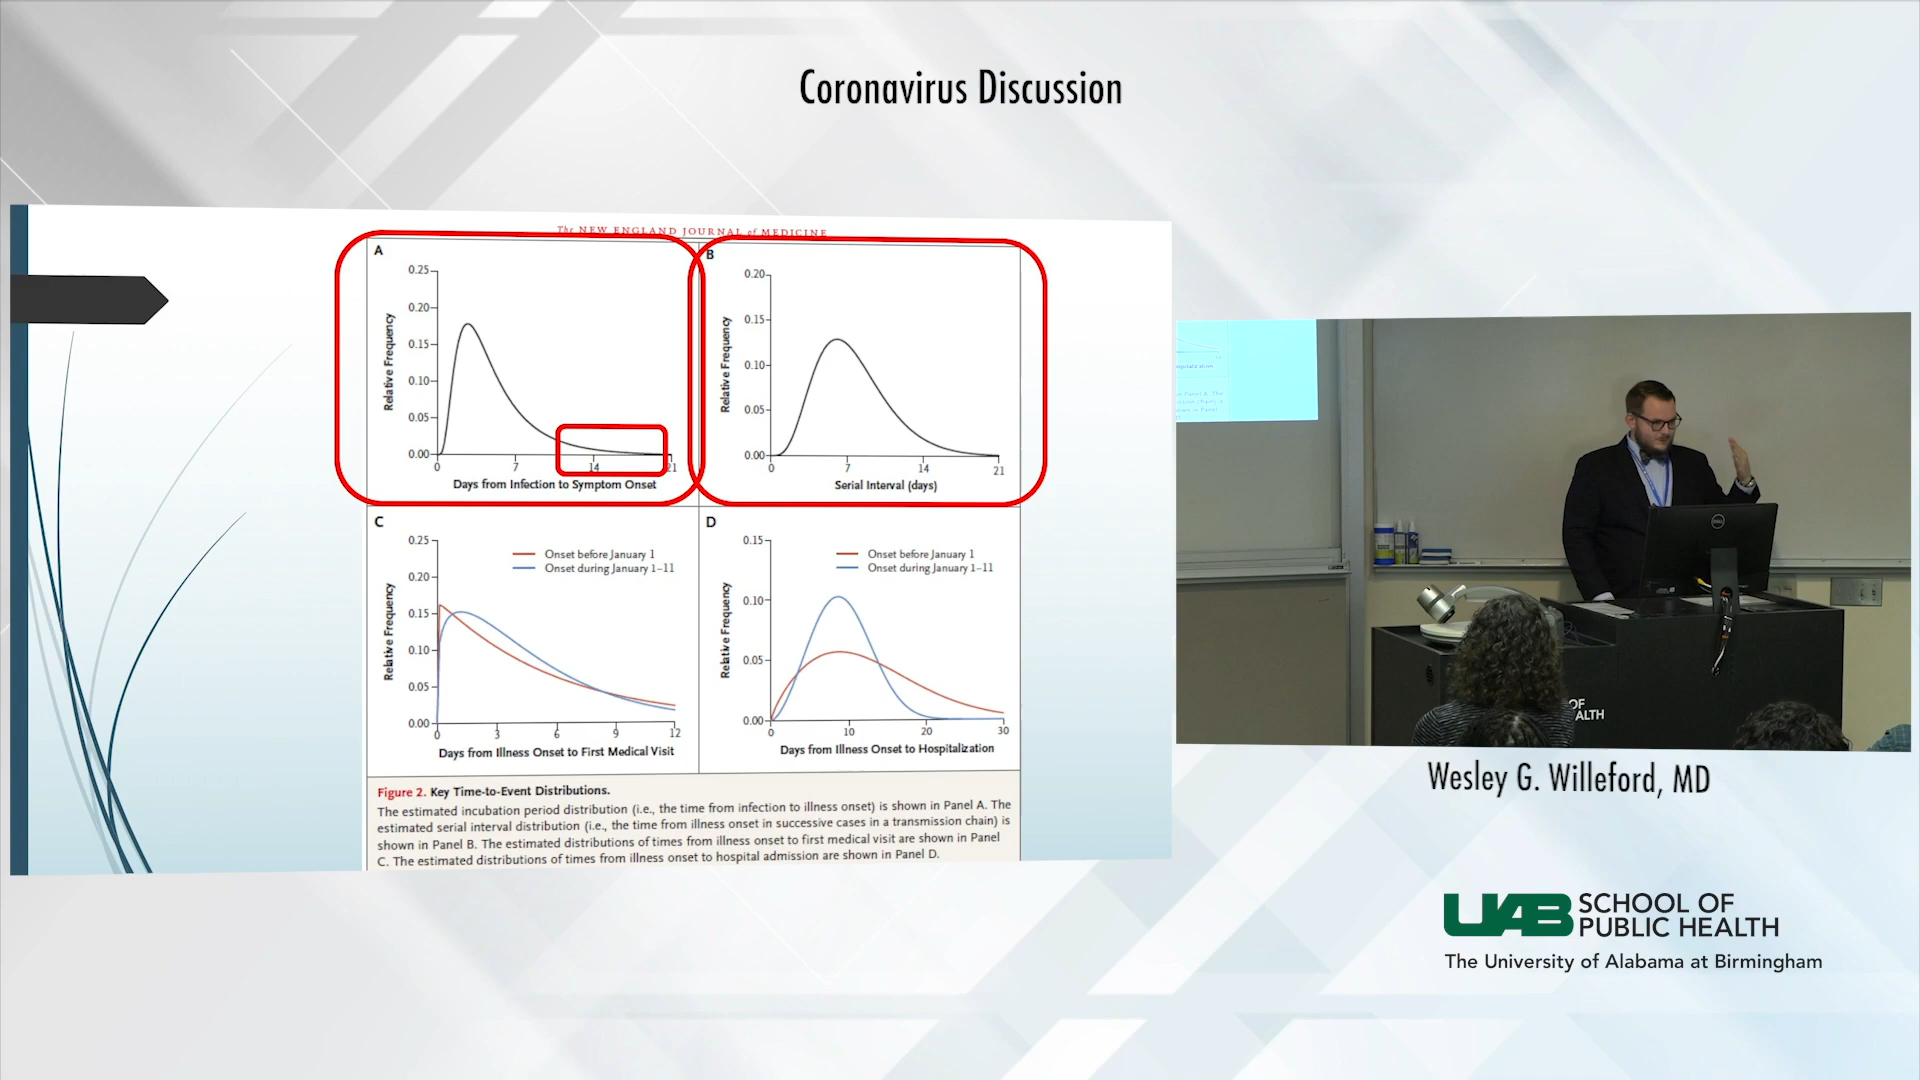 Coronavirus Discussion
The NEW ENGLAND JOURNAL of MEDICINE
A
0.25
0.20
0.15
0.10
0.05
0.00
Relative Frequency
0 7 14 21
Days from Infection to Symptom Onset
B
0.20
0.15
0.10
0.05
0.00
Relative Frequency
0 7 14 21
Serial Interval (days)
C
0.25
0.20
0.15
0.10
0.05
0.00
Relative Frequency
Onset before January 1
Onset during January 1–11
0 3 6 9 12
Days from Illness Onset to First Medical Visit
D
0.15
0.10
0.05
0.00
Relative Frequency
Onset before January 1
Onset during January 1–11
0 10 20 30
Days from Illness Onset to Hospitalization
Figure 2. Key Time-to-Event Distributions.
The estimated incubation period distribution (i.e., the time from infection to illness onset) is shown in Panel A. The
estimated serial interval distribution (i.e., the time from illness onset in successive cases in a transmission chain) is
shown in Panel B. The estimated distributions of times from illness onset to first medical visit are shown in Panel
C. The estimated distributions of times from illness onset to hospital admission are shown in Panel D.
DELL
OF
ALTH
Wesley G. Willeford, MD
UAB SCHOOL OF
PUBLIC HEALTH
The University of Alabama at Birmingham